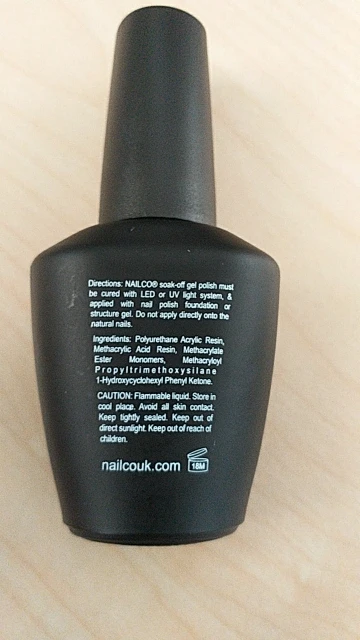 Directions: NAILCO® soak-off gel polish must
be cured with LED or UV light system, &
applied with nail polish foundation or
structure gel. Do not apply directly onto the
natural nails.
Ingredients: Polyurethane Acrylic Resin,
Methacrylic Acid Resin, Methacrylate
Ester Monomers, Methacryloyl
Propyltrimethoxysilane
1-Hydroxycyclohexyl Phenyl Ketone.
CAUTION: Flammable liquid. Store in
cool place. Avoid all skin contact.
Keep tightly sealed. Keep out of
direct sunlight. Keep out of reach of
children.
nailcouk.com 18M